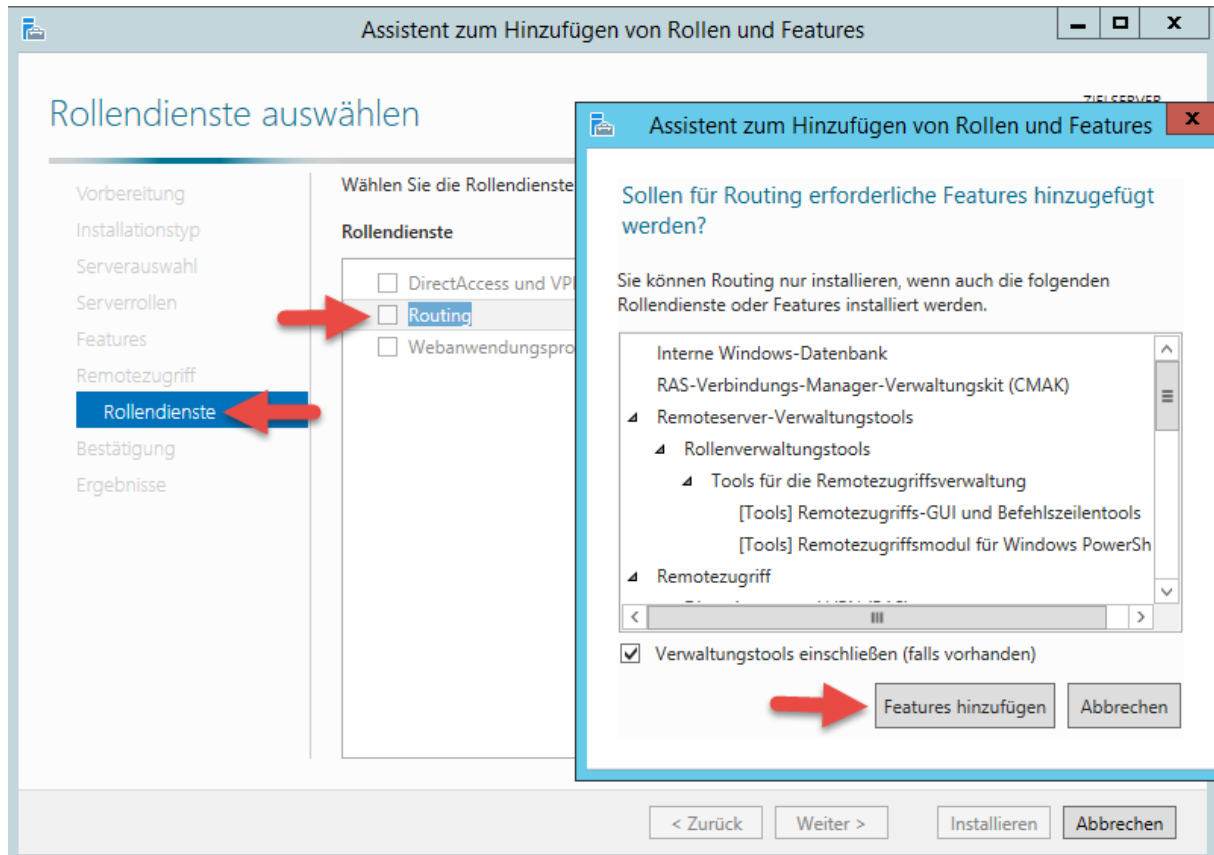 Assistent zum Hinzufügen von Rollen und Features
Rollendienste auswählen
Vorbereitung
Installationstyp
Serverauswahl
Serverrollen
Features
Remotezugriff
Rollendienste
Bestätigung
Ergebnisse
Wählen Sie die Rollendienste
Rollendienste
DirectAccess und
Routing
ZIELSERVER
Assistent zum Hinzufügen von Rollen und Features
Sollen für Routing erforderliche Features hinzugefügt
werden?
Sie können Routing nur installieren, wenn auch die folgenden
Rollendienste oder Features installiert werden.
Interne Windows-Datenbank
RAS-Verbindungs-Manager-Verwaltungskit (CMAK)
Remoteserver-Verwaltungstools
Rollenverwaltungstools
Tools für die Remotezugriffsverwaltung
[Tools] Remotezugriffs-GUI und Befehlszeilentools
[Tools] Remotezugriffsmodul für Windows PowerSh
Remotezugriff
Verwaltungstools einschließen (falls vorhanden)
Features hinzufügen
Abbrechen
< Zurück
Weiter >
Installieren
Abbrechen